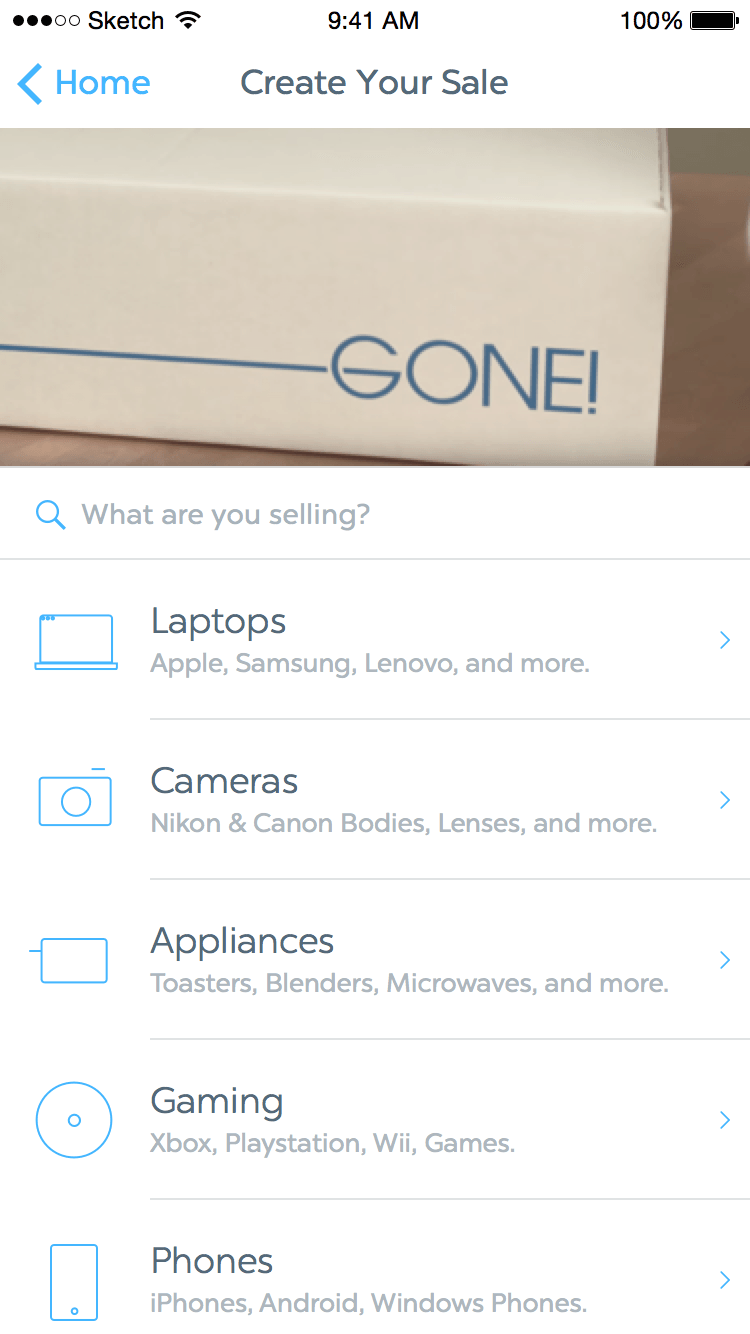 Sketch 9:41 AM 100%
Home Create Your Sale
GONE!
What are you selling?
Laptops
Apple, Samsung, Lenovo, and more.
Cameras
Nikon & Canon Bodies, Lenses, and more.
Appliances
Toasters, Blenders, Microwaves, and more.
Gaming
Xbox, Playstation, Wii, Games.
Phones
iPhones, Android, Windows Phones.